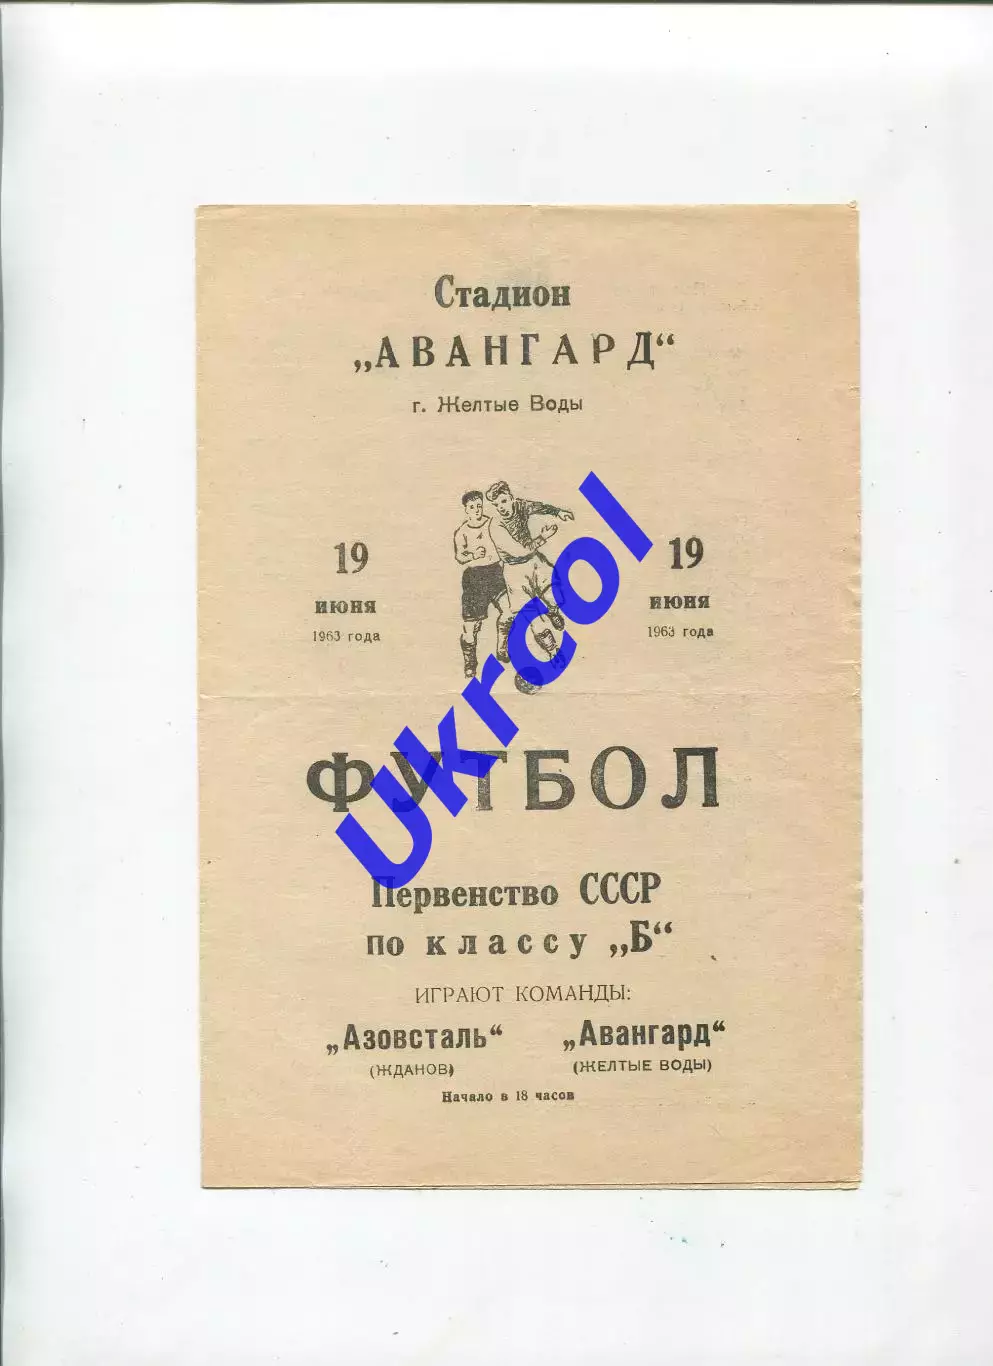 Стадион
„АВАНГАРД“
г. Желтые Воды
19
июня
1963 года
19
июня
1963 года
ФУТБОЛ
Первенство СССР
по классу „Б“
ИГРАЮТ КОМАНДЫ:
„Азовсталь“ „Авангард“
(ЖДАНОВ) (ЖЕЛТЫЕ ВОДЫ)
Начало в 18 часов
Ukrcol